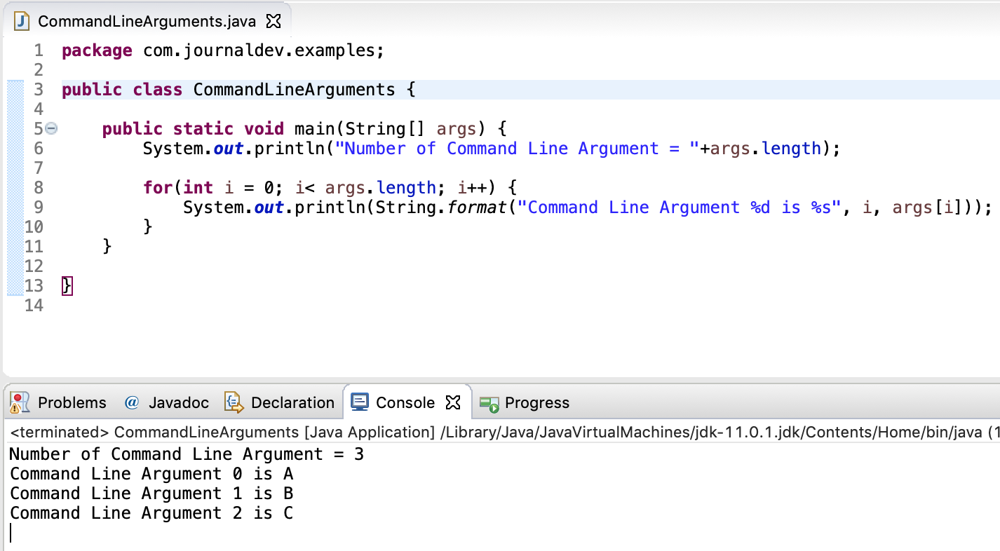 CommandLineArguments.java
1 package com.journaldev.examples;
2
3 public class CommandLineArguments {
4
5     public static void main(String[] args) {
6         System.out.println("Number of Command Line Argument = "+args.length);
7
8         for(int i = 0; i< args.length; i++) {
9             System.out.println(String.format("Command Line Argument %d is %s", i, args[i]));
10         }
11     }
12
13 }
14
Problems @ Javadoc Declaration Console Progress
<terminated> CommandLineArguments [Java Application] /Library/Java/JavaVirtualMachines/jdk-11.0.1.jdk/Contents/Home/bin/java (1
Number of Command Line Argument = 3
Command Line Argument 0 is A
Command Line Argument 1 is B
Command Line Argument 2 is C